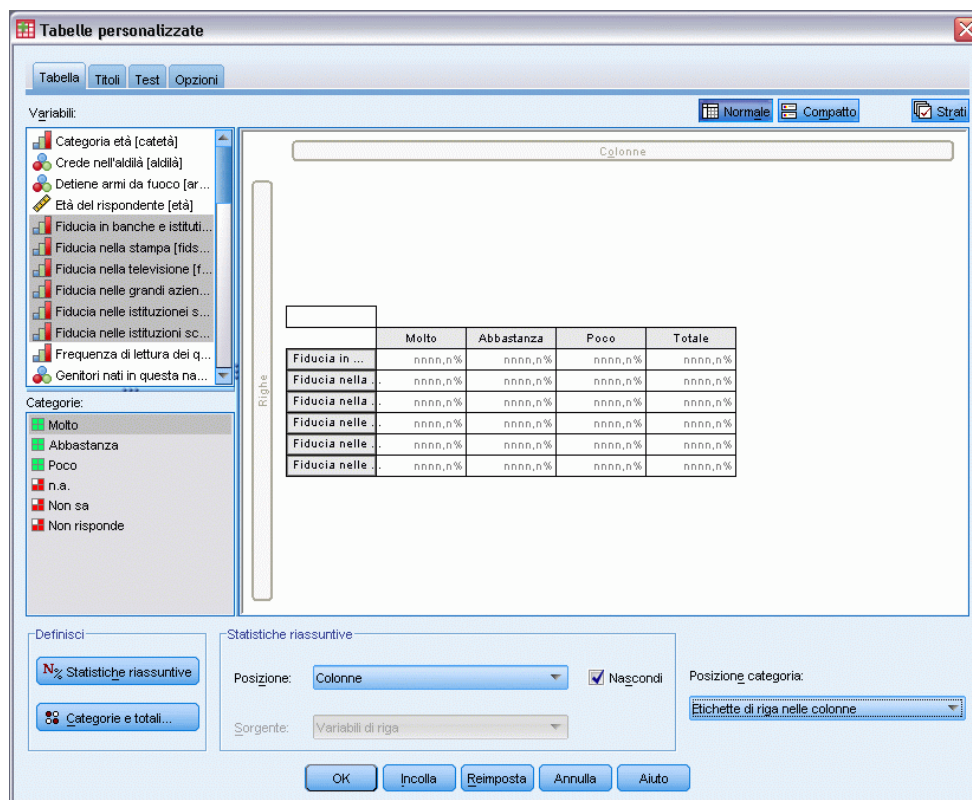 Tabelle personalizzate
Tabella Titoli Test Opzioni
Variabili:
Normale Compatto Strati
Categoria età [catetà]
Crede nell'aldilà [aldilà]
Detiene armi da fuoco [ar...
Età del rispondente [età]
Fiducia in banche e istituti...
Fiducia nella stampa [fids...
Fiducia nella televisione [f...
Fiducia nelle grandi azien...
Fiducia nelle istituzionei s...
Fiducia nelle istituzioni sc...
Frequenza di lettura dei q...
Genitori nati in questa na...
Categorie:
Molto
Abbastanza
Poco
n.a.
Non sa
Non risponde
Colonne
Righe
Molto Abbastanza Poco Totale
Fiducia in ... nnnn,n% nnnn,n% nnnn,n% nnnn,n%
Fiducia nella ... nnnn,n% nnnn,n% nnnn,n% nnnn,n%
Fiducia nella ... nnnn,n% nnnn,n% nnnn,n% nnnn,n%
Fiducia nelle ... nnnn,n% nnnn,n% nnnn,n% nnnn,n%
Fiducia nelle ... nnnn,n% nnnn,n% nnnn,n% nnnn,n%
Fiducia nelle ... nnnn,n% nnnn,n% nnnn,n% nnnn,n%
Definisci
N% Statistiche riassuntive
Categorie e totali...
Statistiche riassuntive
Posizione: Colonne Nascondi
Sorgente: Variabili di riga
Posizione categoria:
Etichette di riga nelle colonne
OK Incolla Reimposta Annulla Aiuto